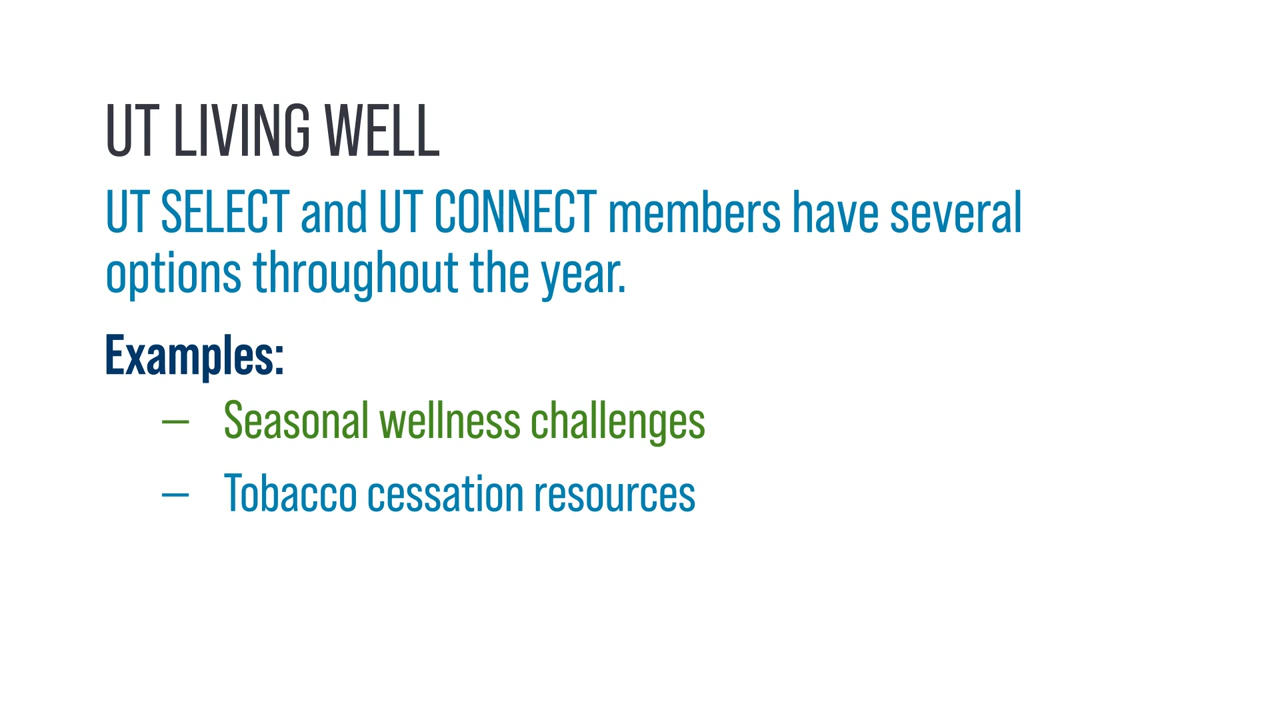 UT LIVING WELL
UT SELECT and UT CONNECT members have several
options throughout the year.
Examples:
– Seasonal wellness challenges
– Tobacco cessation resources